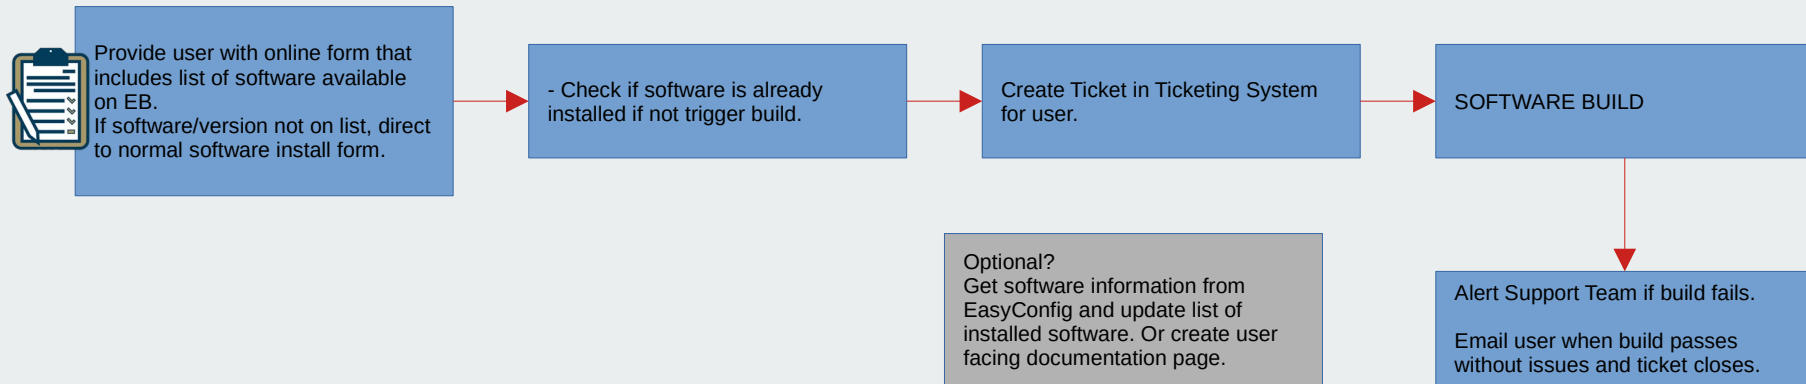 Provide user with online form that
includes list of software available
on EB.
If software/version not on list, direct
to normal software install form.
- Check if software is already
installed if not trigger build.
Create Ticket in Ticketing System
for user.
SOFTWARE BUILD
Optional?
Get software information from
EasyConfig and update list of
installed software. Or create user
facing documentation page.
Alert Support Team if build fails.
Email user when build passes
without issues and ticket closes.